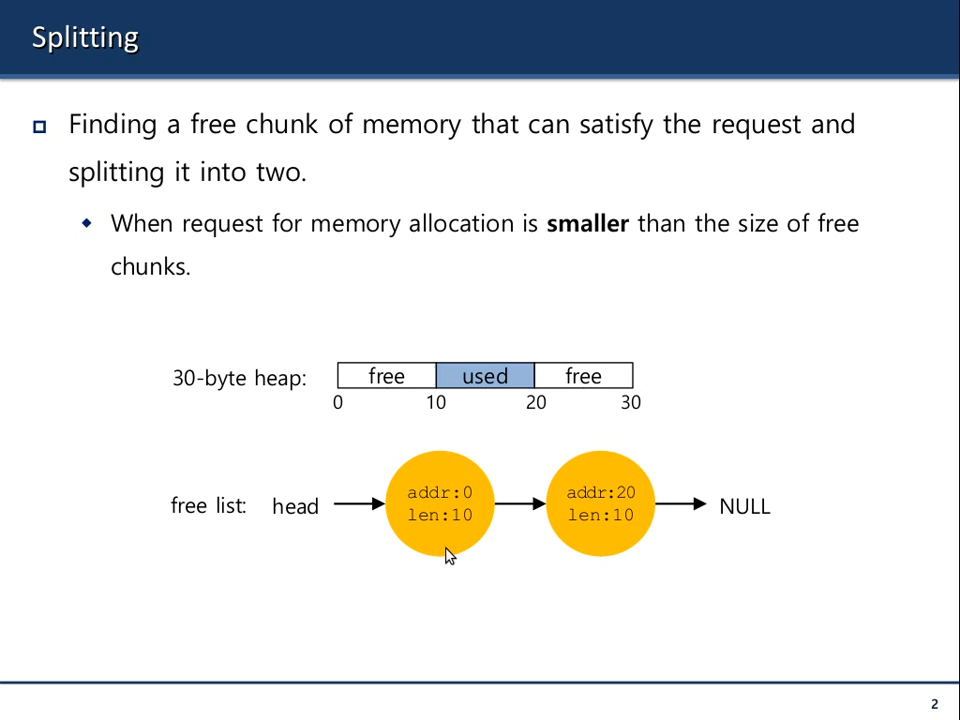 Splitting
Finding a free chunk of memory that can satisfy the request and
splitting it into two.
When request for memory allocation is smaller than the size of free
chunks.
30-byte heap:
free used free
0 10 20 30
free list: head
addr:0
len:10
addr:20
len:10
NULL
2